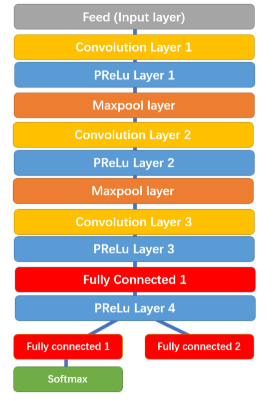 Feed (Input layer)
Convolution Layer 1
PReLu Layer 1
Maxpool layer
Convolution Layer 2
PReLu Layer 2
Maxpool layer
Convolution Layer 3
PReLu Layer 3
Fully Connected 1
PReLu Layer 4
Fully connected 1
Fully connected 2
Softmax